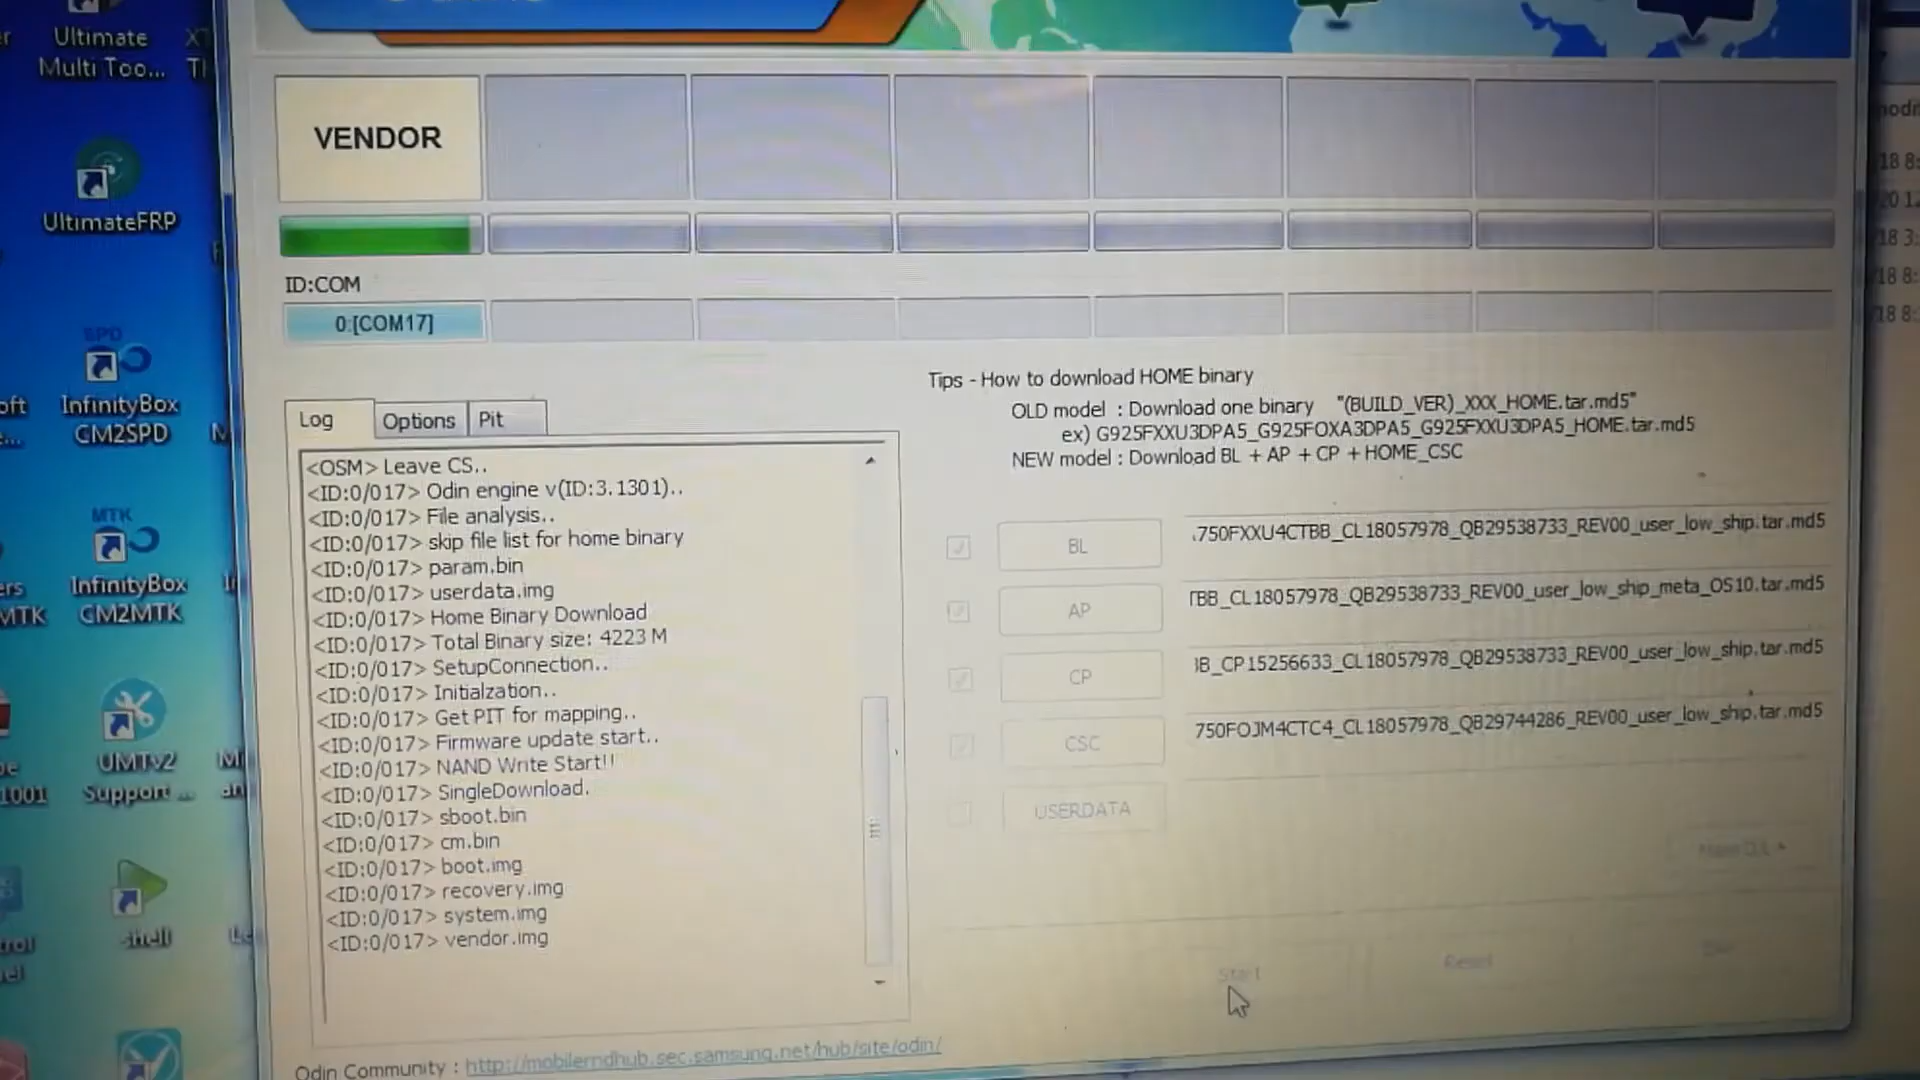 Ultimate
Multi Too...
UltimateFRP
SPD
InfinityBox
CM2SPD
MTK
InfinityBox
CM2MTK
MTK
UMTv2
Support ...
1001
shell
VENDOR
ID:COM
0:[COM17]
Log
Options
Pit
<OSM> Leave CS..
<ID:0/017> Odin engine v(ID:3.1301)..
<ID:0/017> File analysis..
<ID:0/017> skip file list for home binary
<ID:0/017> param.bin
<ID:0/017> userdata.img
<ID:0/017> Home Binary Download
<ID:0/017> Total Binary size: 4223 M
<ID:0/017> SetupConnection..
<ID:0/017> Initialzation..
<ID:0/017> Get PIT for mapping..
<ID:0/017> Firmware update start..
<ID:0/017> NAND Write Start!!
<ID:0/017> SingleDownload.
<ID:0/017> sboot.bin
<ID:0/017> cm.bin
<ID:0/017> boot.img
<ID:0/017> recovery.img
<ID:0/017> system.img
<ID:0/017> vendor.img
Tips - How to download HOME binary
OLD model : Download one binary "(BUILD_VER)_XXX_HOME.tar.md5"
ex) G925FXXU3DPA5_G925FOXA3DPA5_G925FXXU3DPA5_HOME.tar.md5
NEW model : Download BL + AP + CP + HOME_CSC
BL
.750FXXU4CTBB_CL18057978_QB29538733_REV00_user_low_ship.tar.md5
AP
TBB_CL18057978_QB29538733_REV00_user_low_ship_meta_OS10.tar.md5
CP
3B_CP15256633_CL18057978_QB29538733_REV00_user_low_ship.tar.md5
CSC
750FOJM4CTC4_CL18057978_QB29744286_REV00_user_low_ship.tar.md5
USERDATA
Start
Reset
Odin Community : http://mobilerndhub.sec.samsung.net/hub/site/odin/